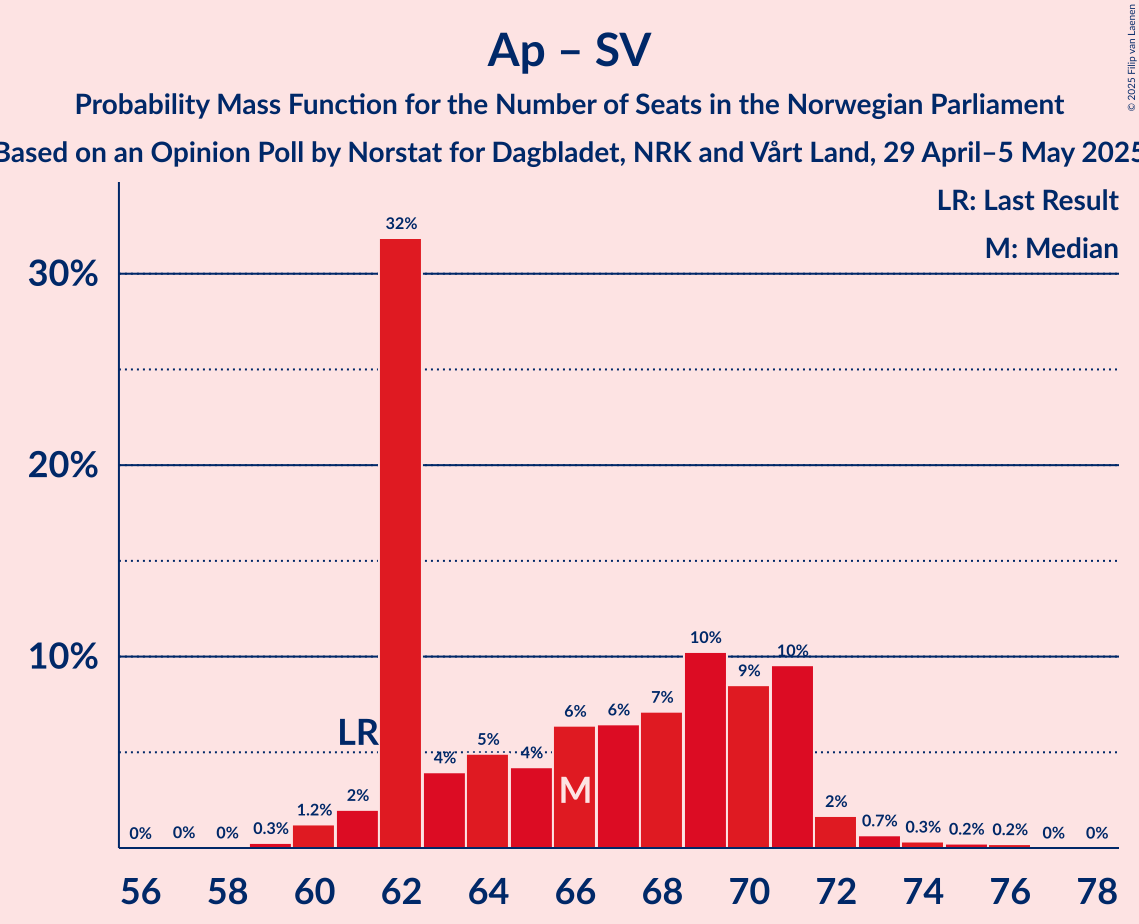 Ap – SV
Probability Mass Function for the Number of Seats in the Norwegian Parliament
Based on an Opinion Poll by Norstat for Dagbladet, NRK and Vårt Land, 29 April–5 May 2025
© 2025 Filip van Laenen
LR: Last Result
M: Median
30%
20%
10%
0% 0% 0% 0.3% 1.2% 2% 32% 4% 5% 4% 6% 6% 7% 10% 9% 10% 2% 0.7% 0.3% 0.2% 0.2% 0% 0%
LR
M
56 58 60 62 64 66 68 70 72 74 76 78